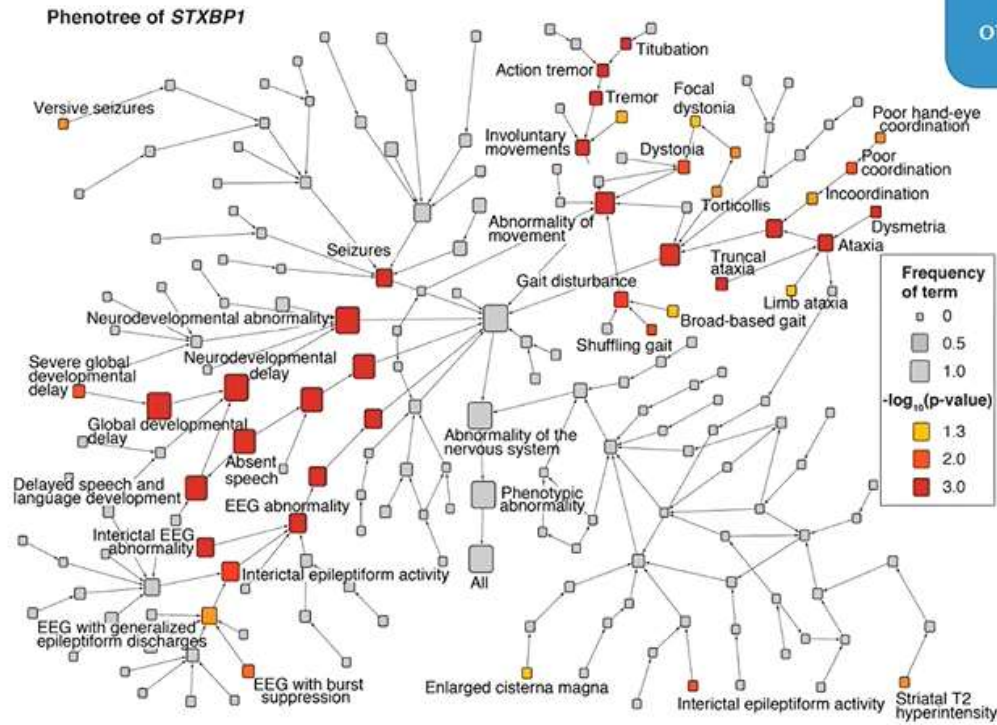 Phenotree of STXBP1
Titubation
Action tremor
Tremor
Focal
dystonia
Versive seizures
Poor hand-eye
coordination
Involuntary
movements
Dystonia
Poor
coordination
Incoordination
Torticollis
Abnormality of
movement
Dysmetria
Ataxia
Seizures
Truncal
ataxia
Gait disturbance
Limb ataxia
Frequency
of term
0
0.5
1.0
-log10(p-value)
1.3
2.0
3.0
Neurodevelopmental abnormality
Broad-based gait
Shuffling gait
Severe global
developmental
delay
Neurodevelopmental
delay
Global developmental
delay
Absent
speech
Abnormality of the
nervous system
Delayed speech and
language development
Phenotypic
abnormality
EEG abnormality
Interictal EEG
abnormality
Interictal epileptiform activity
All
EEG with generalized
epileptiform discharges
EEG with burst
suppression
Enlarged cisterna magna
Interictal epileptiform activity
Striatal T2
hyperintensity